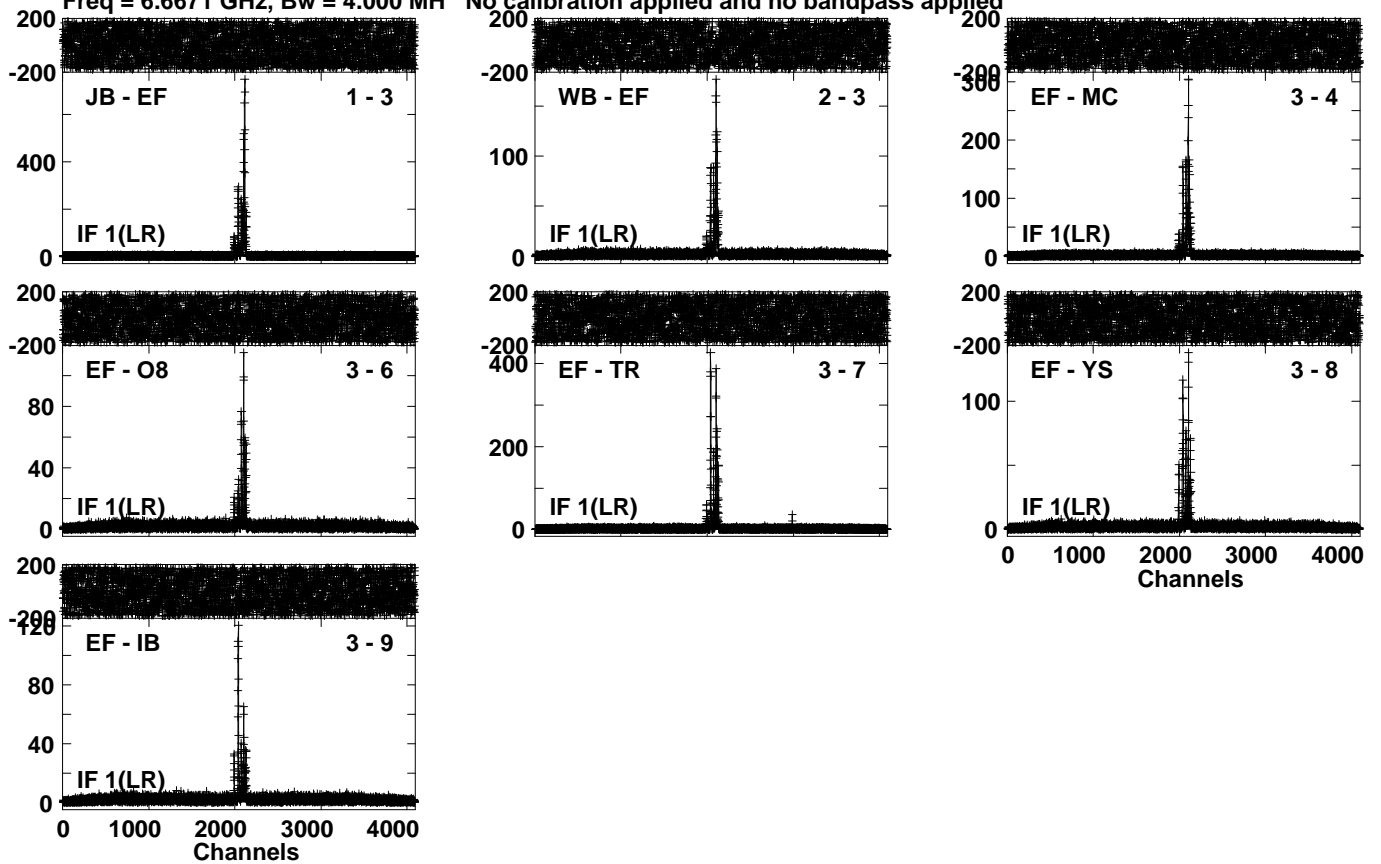 Freq = 6.6671 GHz, Bw = 4.000 MH No calibration applied and no bandpass applied
200
-200
JB - EF 1 - 3
400
IF 1(LR)
0
200
-200
WB - EF 2 - 3
100
IF 1(LR)
0
200
-200
300
EF - MC 3 - 4
200
100
IF 1(LR)
0
200
-200
EF - O8 3 - 6
80
40
IF 1(LR)
0
200
-200
400
EF - TR 3 - 7
200
IF 1(LR)
0
200
-200
EF - YS 3 - 8
100
IF 1(LR)
0
0 1000 2000 3000 4000
Channels
200
-200
120
EF - IB 3 - 9
80
40
IF 1(LR)
0
0 1000 2000 3000 4000
Channels